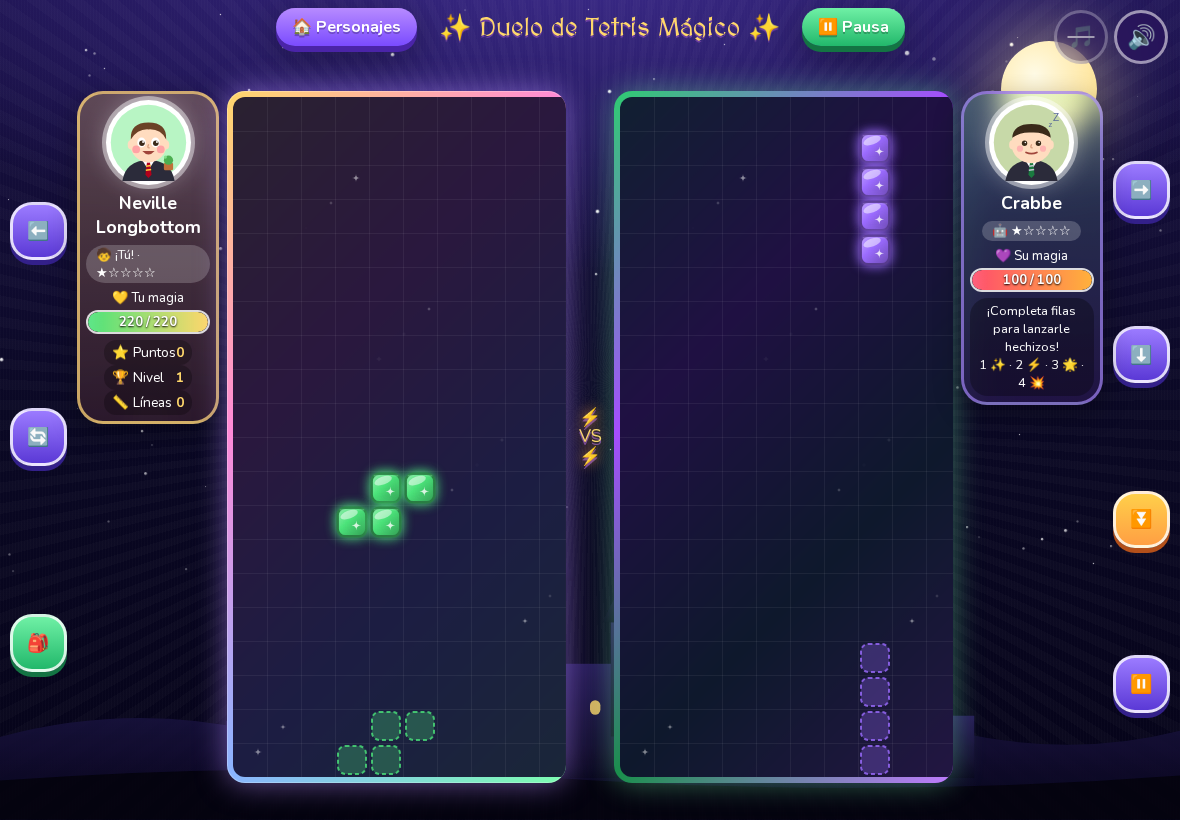 🏠 Personajes
✨ Duelo de Tetris Mágico ✨
⏸️ Pausa
Neville
Longbottom
🧒 ¡Tú! ·
★☆☆☆☆
💛 Tu magia
220 / 220
⭐ Puntos 0
🏆 Nivel 1
📏 Líneas 0
⚡
VS
⚡
z
Z
Crabbe
🤖 ★☆☆☆☆
💜 Su magia
100 / 100
¡Completa filas
para lanzarle
hechizos!
1 ✨ · 2 ⚡ · 3 🌟 ·
4 💥